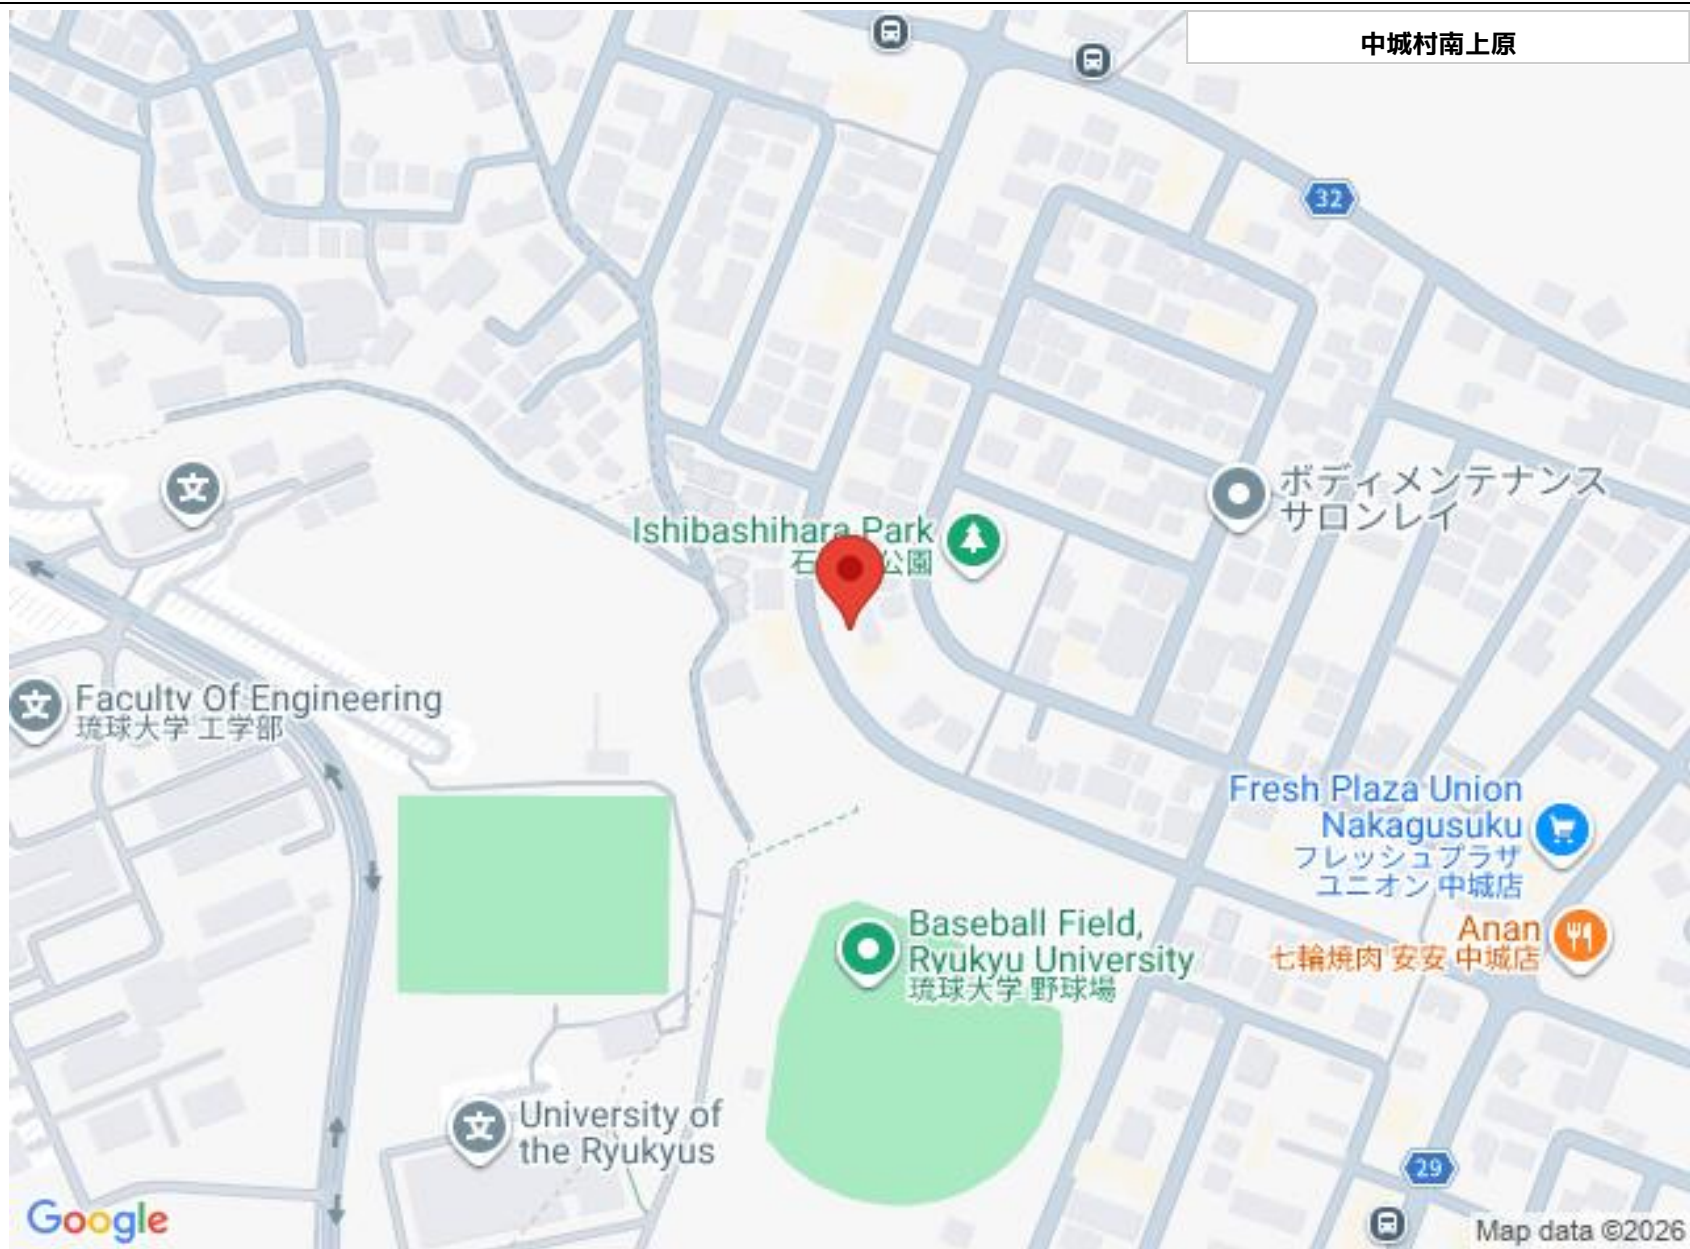 中城村南上原
32
ボディメンテナンス
サロンレイ
Ishibashihara Park
石 公園
Faculty Of Engineering
琉球大学 工学部
Fresh Plaza Union
Nakagusuku
フレッシュプラザ
ユニオン 中城店
Anan
七輪焼肉 安安 中城店
Baseball Field,
Ryukyu University
琉球大学 野球場
University of
the Ryukyus
29
Google
Map data ©2026